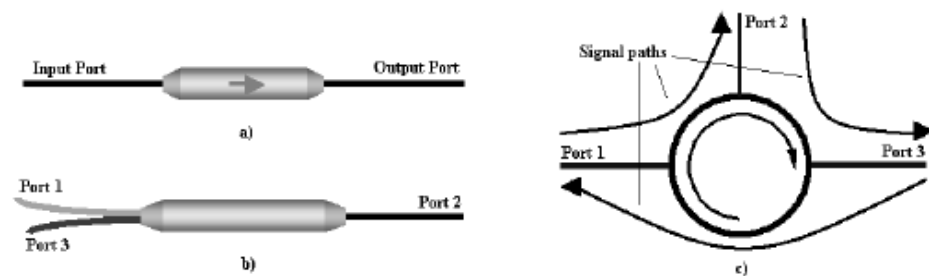 Input Port
Output Port
a)
Port 1
Port 3
Port 2
b)
Port 2
Signal paths
Port 1
Port 3
c)